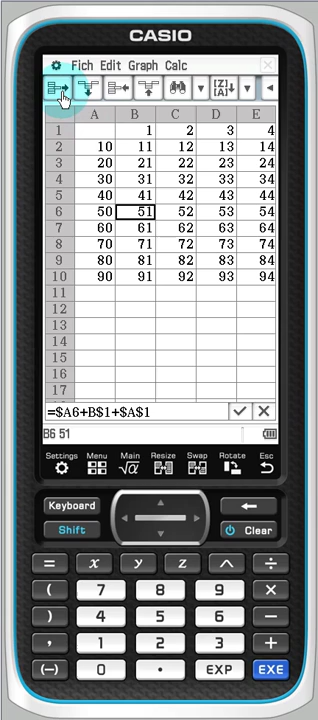 CASIO
Fich Edit Graph Calc
[Z]
[A]
A B C D E
1 1 2 3 4
2 10 11 12 13 14
3 20 21 22 23 24
4 30 31 32 33 34
5 40 41 42 43 44
6 50 51 52 53 54
7 60 61 62 63 64
8 70 71 72 73 74
9 80 81 82 83 84
10 90 91 92 93 94
11
12
13
14
15
16
17
=$A6+B$1+$A$1
B6 51
Settings Menu Main Resize Swap Rotate Esc
√α
Keyboard
Shift Clear
= x y z ^ ÷
( 7 8 9 ×
) 4 5 6 −
, 1 2 3 +
(−) 0 · EXP EXE